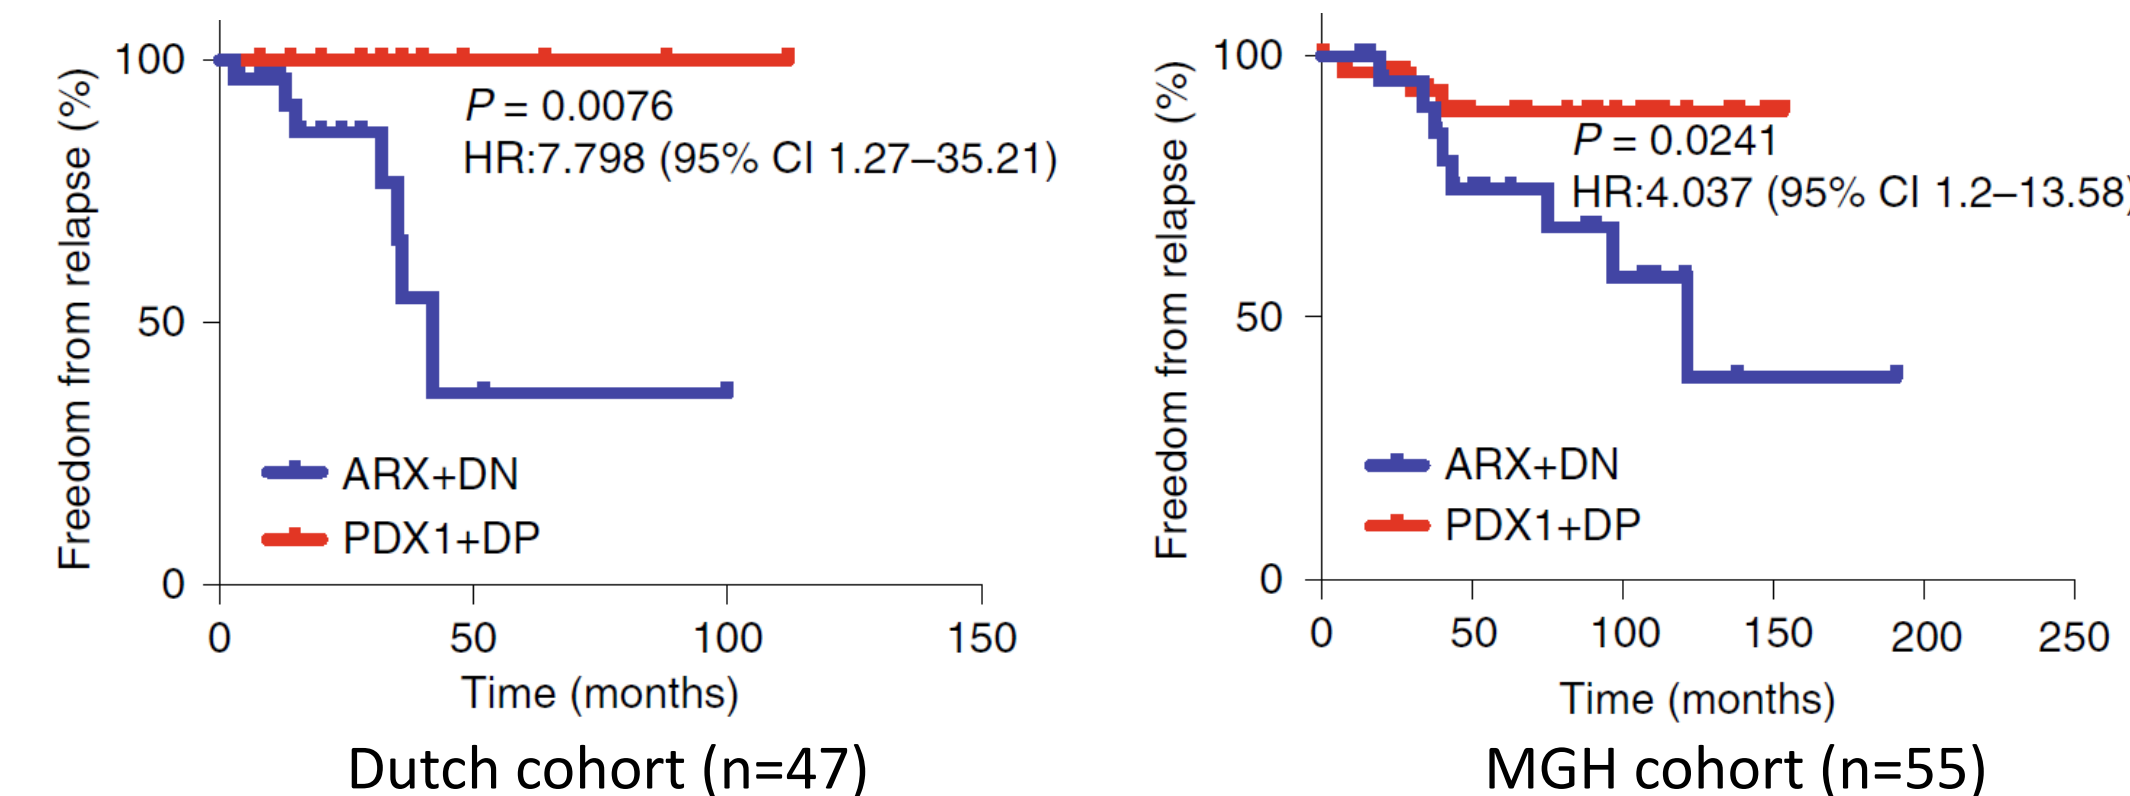 Freedom from relapse (%)
100
50
0
P = 0.0076
HR:7.798 (95% CI 1.27–35.21)
ARX+DN
PDX1+DP
0 50 100 150
Time (months)
Dutch cohort (n=47)
Freedom from relapse (%)
100
50
0
P = 0.0241
HR:4.037 (95% CI 1.2–13.58)
ARX+DN
PDX1+DP
0 50 100 150 200 250
Time (months)
MGH cohort (n=55)